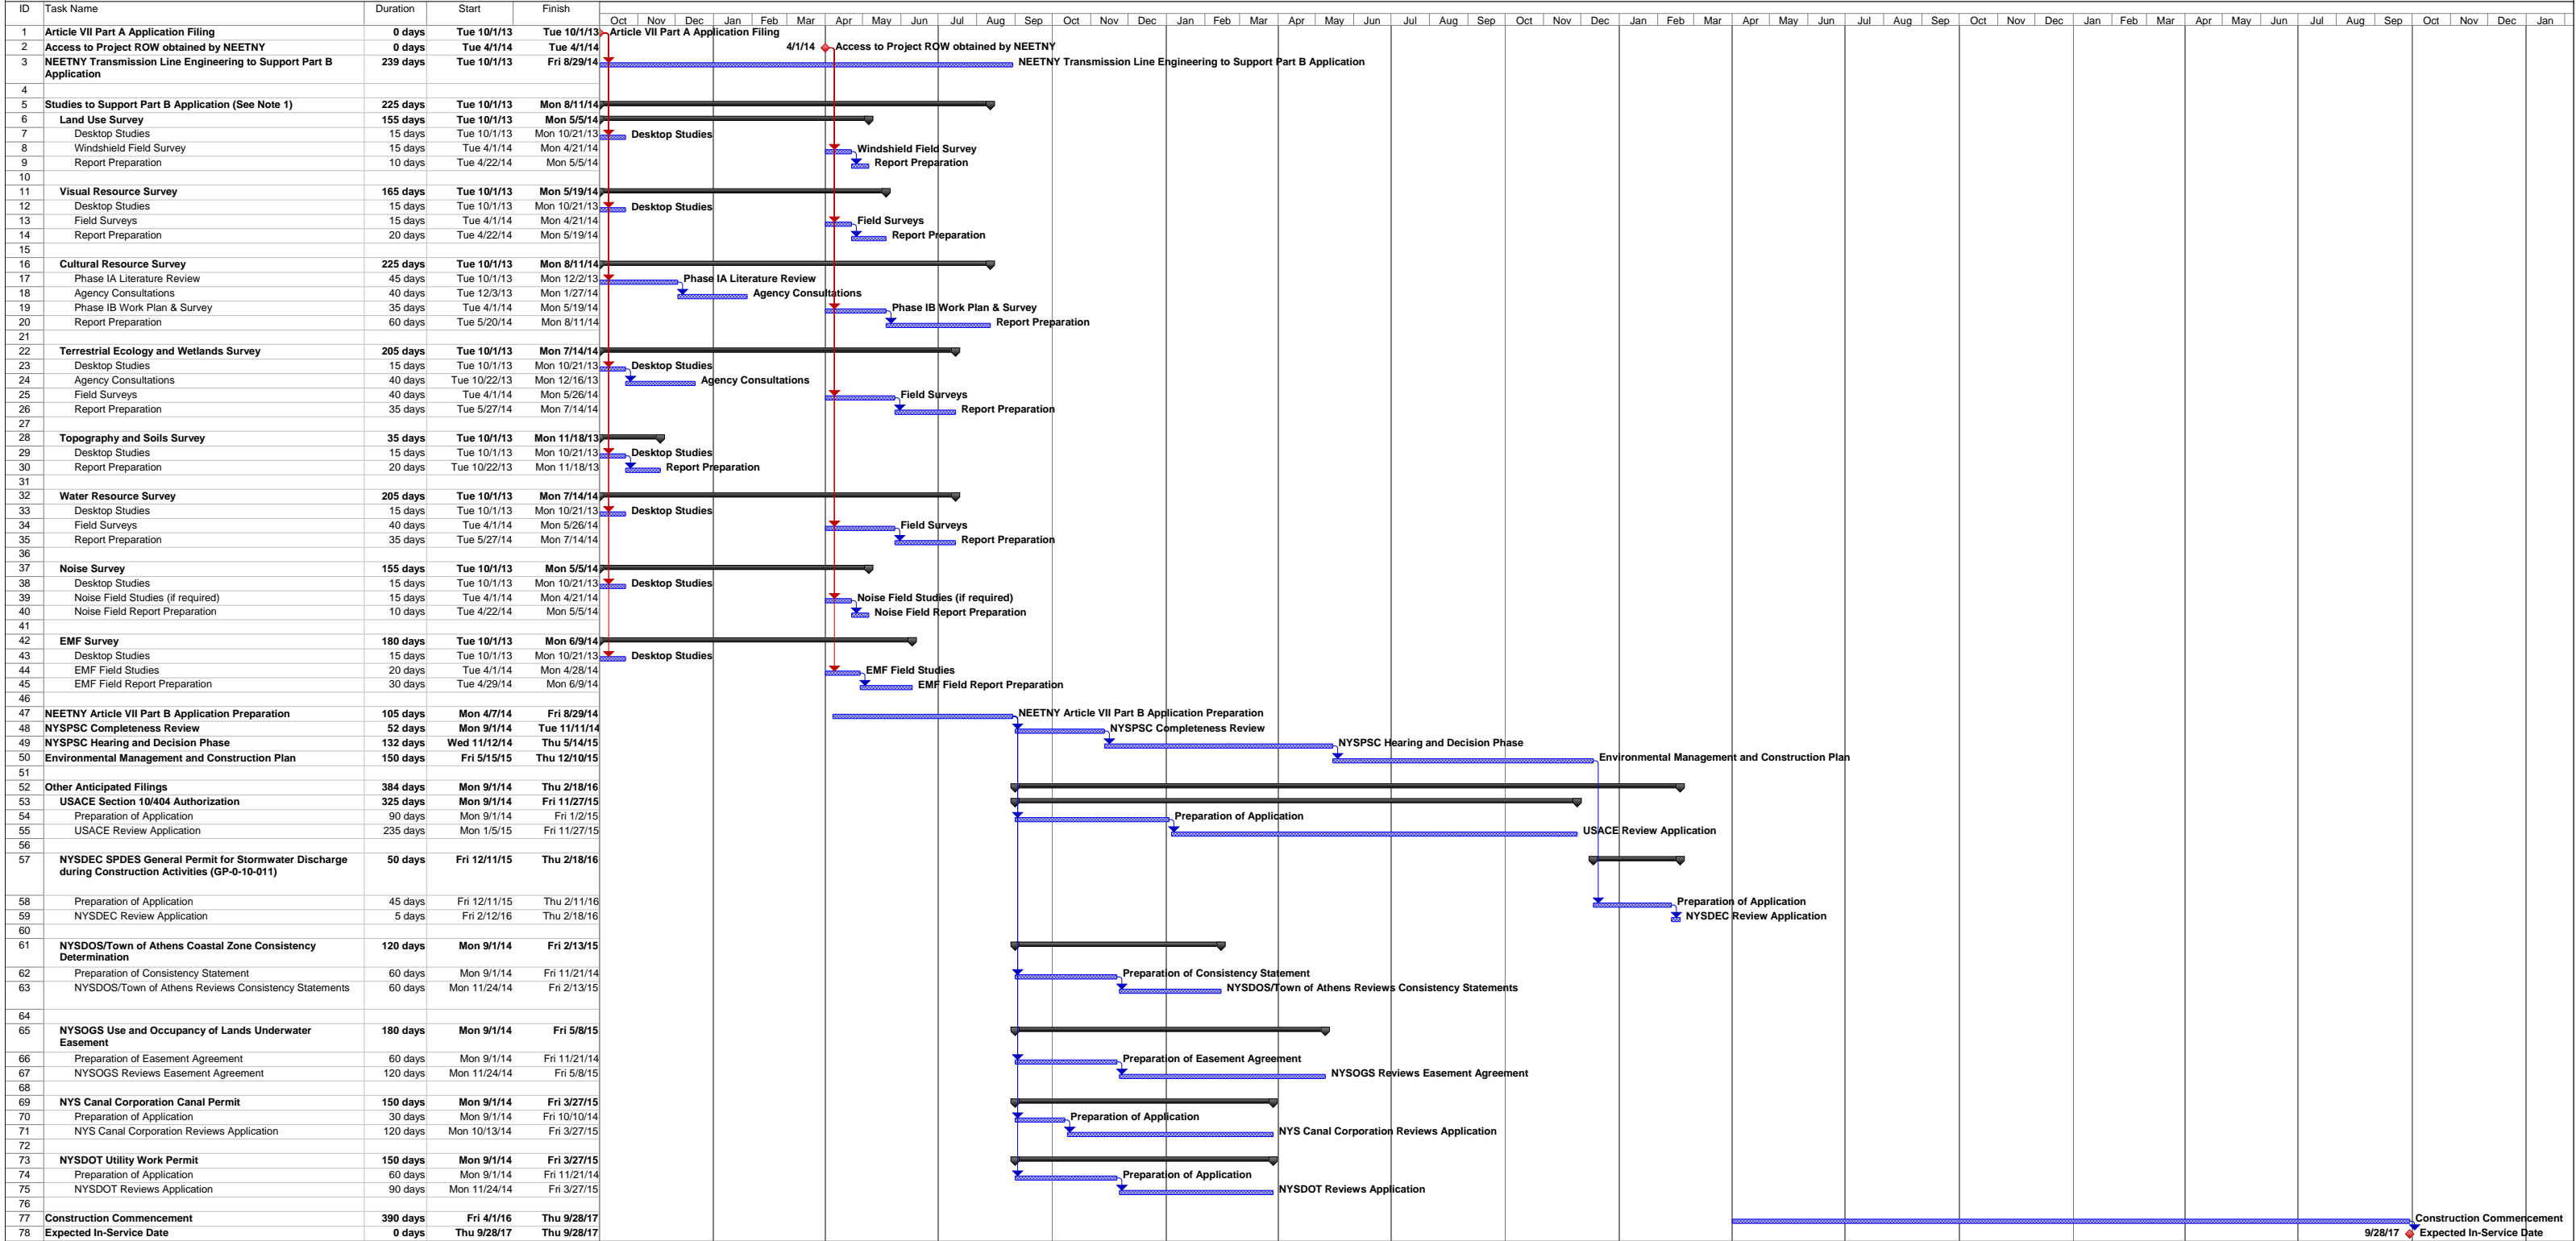 ID Task Name Duration Start Finish
Oct Nov Dec Jan Feb Mar Apr May Jun Jul Aug Sep Oct Nov Dec Jan Feb Mar Apr May Jun Jul Aug Sep Oct Nov Dec Jan Feb Mar Apr May Jun Jul Aug Sep Oct Nov Dec Jan Feb Mar Apr May Jun Jul Aug Sep Oct Nov Dec Jan
1 Article VII Part A Application Filing 0 days Tue 10/1/13 Tue 10/1/13 Article VII Part A Application Filing
2 Access to Project ROW obtained by NEETNY 0 days Tue 4/1/14 Tue 4/1/14 4/1/14 Access to Project ROW obtained by NEETNY
3 NEETNY Transmission Line Engineering to Support Part B 239 days Tue 10/1/13 Fri 8/29/14 NEETNY Transmission Line Engineering to Support Part B Application
Application
4
5 Studies to Support Part B Application (See Note 1) 225 days Tue 10/1/13 Mon 8/11/14
6 Land Use Survey 155 days Tue 10/1/13 Mon 5/5/14
7 Desktop Studies 15 days Tue 10/1/13 Mon 10/21/13 Desktop Studies
8 Windshield Field Survey 15 days Tue 4/1/14 Mon 4/21/14 Windshield Field Survey
9 Report Preparation 10 days Tue 4/22/14 Mon 5/5/14 Report Preparation
10
11 Visual Resource Survey 165 days Tue 10/1/13 Mon 5/19/14
12 Desktop Studies 15 days Tue 10/1/13 Mon 10/21/13 Desktop Studies
13 Field Surveys 15 days Tue 4/1/14 Mon 4/21/14 Field Surveys
14 Report Preparation 20 days Tue 4/22/14 Mon 5/19/14 Report Preparation
15
16 Cultural Resource Survey 225 days Tue 10/1/13 Mon 8/11/14
17 Phase IA Literature Review 45 days Tue 10/1/13 Mon 12/2/13 Phase IA Literature Review
18 Agency Consultations 40 days Tue 12/3/13 Mon 1/27/14 Agency Consultations
19 Phase IB Work Plan & Survey 35 days Tue 4/1/14 Mon 5/19/14 Phase IB Work Plan & Survey
20 Report Preparation 60 days Tue 5/20/14 Mon 8/11/14 Report Preparation
21
22 Terrestrial Ecology and Wetlands Survey 205 days Tue 10/1/13 Mon 7/14/14
23 Desktop Studies 15 days Tue 10/1/13 Mon 10/21/13 Desktop Studies
24 Agency Consultations 40 days Tue 10/22/13 Mon 12/16/13 Agency Consultations
25 Field Surveys 40 days Tue 4/1/14 Mon 5/26/14 Field Surveys
26 Report Preparation 35 days Tue 5/27/14 Mon 7/14/14 Report Preparation
27
28 Topography and Soils Survey 35 days Tue 10/1/13 Mon 11/18/13
29 Desktop Studies 15 days Tue 10/1/13 Mon 10/21/13 Desktop Studies
30 Report Preparation 20 days Tue 10/22/13 Mon 11/18/13 Report Preparation
31
32 Water Resource Survey 205 days Tue 10/1/13 Mon 7/14/14
33 Desktop Studies 15 days Tue 10/1/13 Mon 10/21/13 Desktop Studies
34 Field Surveys 40 days Tue 4/1/14 Mon 5/26/14 Field Surveys
35 Report Preparation 35 days Tue 5/27/14 Mon 7/14/14 Report Preparation
36
37 Noise Survey 155 days Tue 10/1/13 Mon 5/5/14
38 Desktop Studies 15 days Tue 10/1/13 Mon 10/21/13 Desktop Studies
39 Noise Field Studies (if required) 15 days Tue 4/1/14 Mon 4/21/14 Noise Field Studies (if required)
40 Noise Field Report Preparation 10 days Tue 4/22/14 Mon 5/5/14 Noise Field Report Preparation
41
42 EMF Survey 180 days Tue 10/1/13 Mon 6/9/14
43 Desktop Studies 15 days Tue 10/1/13 Mon 10/21/13 Desktop Studies
44 EMF Field Studies 20 days Tue 4/1/14 Mon 4/28/14 EMF Field Studies
45 EMF Field Report Preparation 30 days Tue 4/29/14 Mon 6/9/14 EMF Field Report Preparation
46
47 NEETNY Article VII Part B Application Preparation 105 days Mon 4/7/14 Fri 8/29/14 NEETNY Article VII Part B Application Preparation
48 NYSPSC Completeness Review 52 days Mon 9/1/14 Tue 11/11/14 NYSPSC Completeness Review
49 NYSPSC Hearing and Decision Phase 132 days Wed 11/12/14 Thu 5/14/15 NYSPSC Hearing and Decision Phase
50 Environmental Management and Construction Plan 150 days Fri 5/15/15 Thu 12/10/15 Environmental Management and Construction Plan
51
52 Other Anticipated Filings 384 days Mon 9/1/14 Thu 2/18/16
53 USACE Section 10/404 Authorization 325 days Mon 9/1/14 Fri 11/27/15
54 Preparation of Application 90 days Mon 9/1/14 Fri 1/2/15 Preparation of Application
55 USACE Review Application 235 days Mon 1/5/15 Fri 11/27/15 USACE Review Application
56
57 NYSDEC SPDES General Permit for Stormwater Discharge 50 days Fri 12/11/15 Thu 2/18/16
during Construction Activities (GP-0-10-011)
58 Preparation of Application 45 days Fri 12/11/15 Thu 2/11/16 Preparation of Application
59 NYSDEC Review Application 5 days Fri 2/12/16 Thu 2/18/16 NYSDEC Review Application
60
61 NYSDOS/Town of Athens Coastal Zone Consistency 120 days Mon 9/1/14 Fri 2/13/15
Determination
62 Preparation of Consistency Statement 60 days Mon 9/1/14 Fri 11/21/14 Preparation of Consistency Statement
63 NYSDOS/Town of Athens Reviews Consistency Statements 60 days Mon 11/24/14 Fri 2/13/15 NYSDOS/Town of Athens Reviews Consistency Statements
64
65 NYSOGS Use and Occupancy of Lands Underwater 180 days Mon 9/1/14 Fri 5/8/15
Easement
66 Preparation of Easement Agreement 60 days Mon 9/1/14 Fri 11/21/14 Preparation of Easement Agreement
67 NYSOGS Reviews Easement Agreement 120 days Mon 11/24/14 Fri 5/8/15 NYSOGS Reviews Easement Agreement
68
69 NYS Canal Corporation Canal Permit 150 days Mon 9/1/14 Fri 3/27/15
70 Preparation of Application 30 days Mon 9/1/14 Fri 10/10/14 Preparation of Application
71 NYS Canal Corporation Reviews Application 120 days Mon 10/13/14 Fri 3/27/15 NYS Canal Corporation Reviews Application
72
73 NYSDOT Utility Work Permit 150 days Mon 9/1/14 Fri 3/27/15
74 Preparation of Application 60 days Mon 9/1/14 Fri 11/21/14 Preparation of Application
75 NYSDOT Reviews Application 90 days Mon 11/24/14 Fri 3/27/15 NYSDOT Reviews Application
76
77 Construction Commencement 390 days Fri 4/1/16 Thu 9/28/17 Construction Commencement
78 Expected In-Service Date 0 days Thu 9/28/17 Thu 9/28/17 9/28/17 Expected In-Service Date